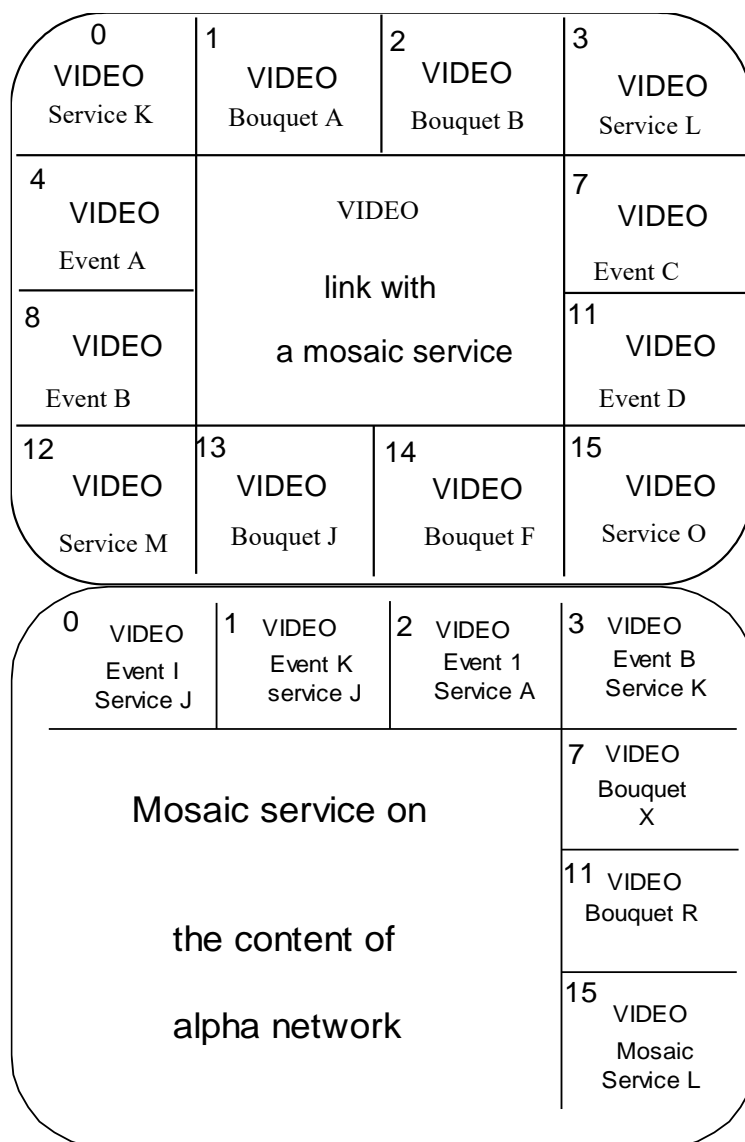 0
VIDEO
Service K
1
VIDEO
Bouquet A
2
VIDEO
Bouquet B
3
VIDEO
Service L
4
VIDEO
Event A
VIDEO
link with
a mosaic service
7
VIDEO
Event C
8
VIDEO
Event B
11
VIDEO
Event D
12
VIDEO
Service M
13
VIDEO
Bouquet J
14
VIDEO
Bouquet F
15
VIDEO
Service O
0
VIDEO
Event I
Service J
1
VIDEO
Event K
service J
2
VIDEO
Event 1
Service A
3
VIDEO
Event B
Service K
Mosaic service on
the content of
alpha network
7
VIDEO
Bouquet
X
11
VIDEO
Bouquet R
15
VIDEO
Mosaic
Service L